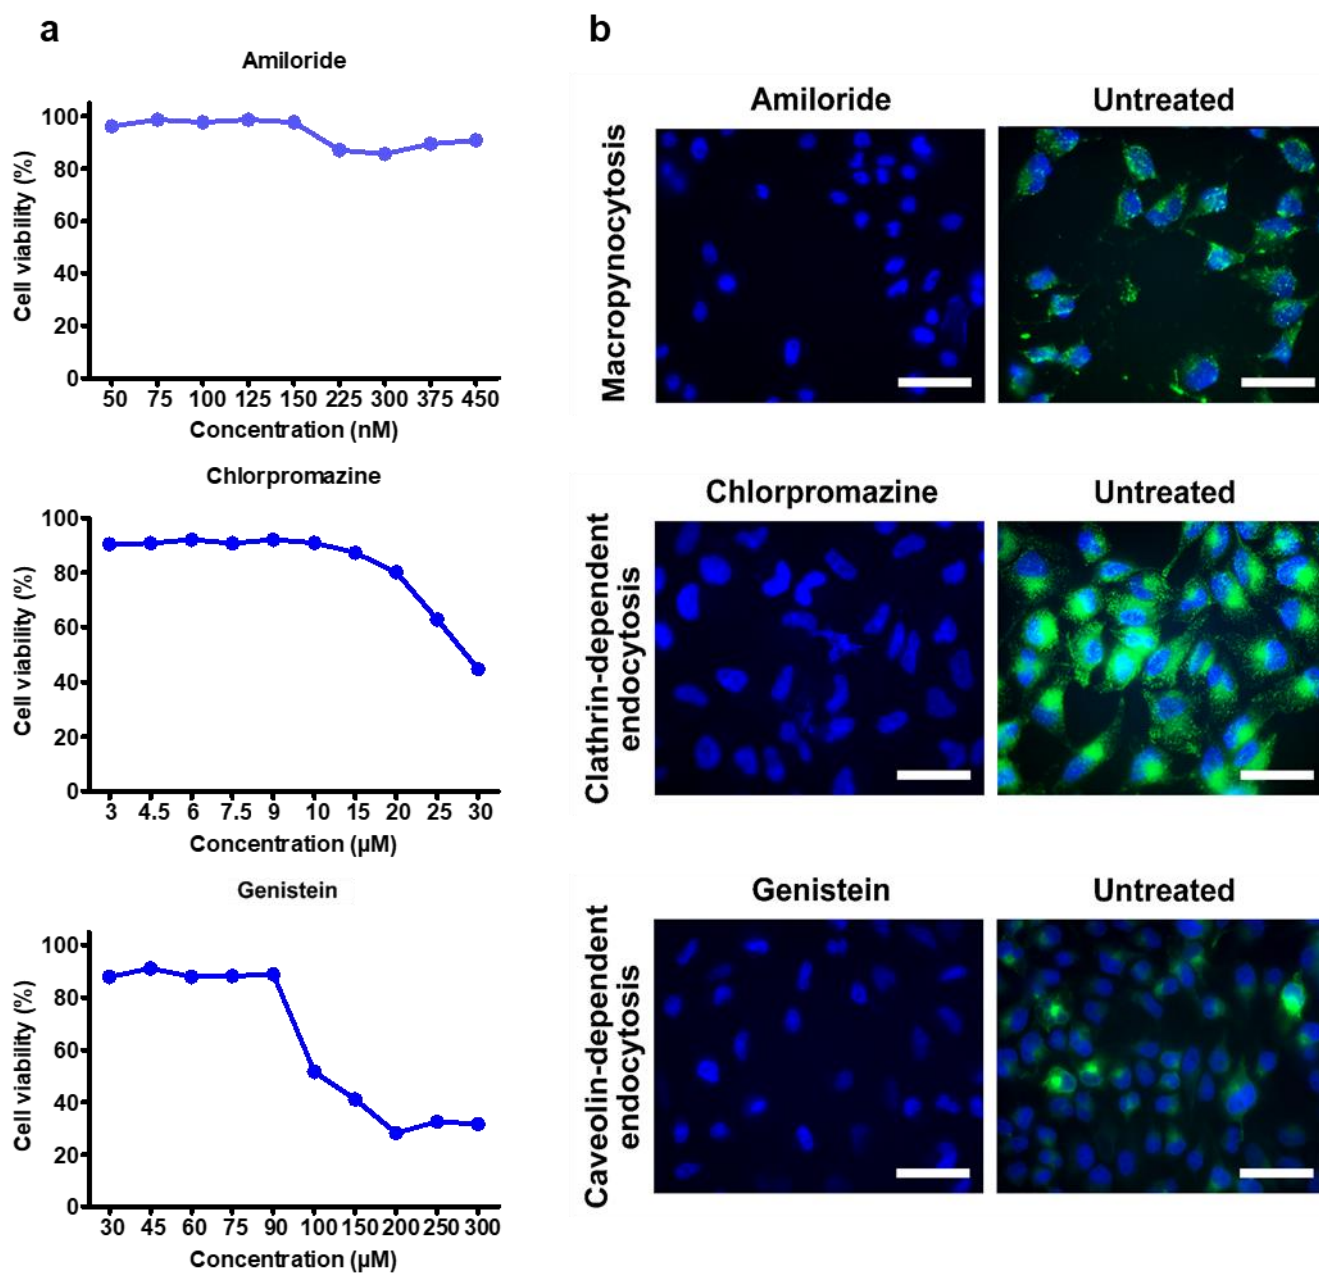 a
Amiloride
100
80
60
40
20
0
Cell viability (%)
50 75 100 125 150 225 300 375 450
Concentration (nM)
Chlorpromazine
100
80
60
40
20
0
Cell viability (%)
3 4.5 6 7.5 9 10 15 20 25 30
Concentration (µM)
Genistein
100
80
60
40
20
0
Cell viability (%)
30 45 60 75 90 100 150 200 250 300
Concentration (µM)
b
Amiloride Untreated
Macropynocytosis
Chlorpromazine Untreated
Clathrin-dependent
endocytosis
Genistein Untreated
Caveolin-dependent
endocytosis